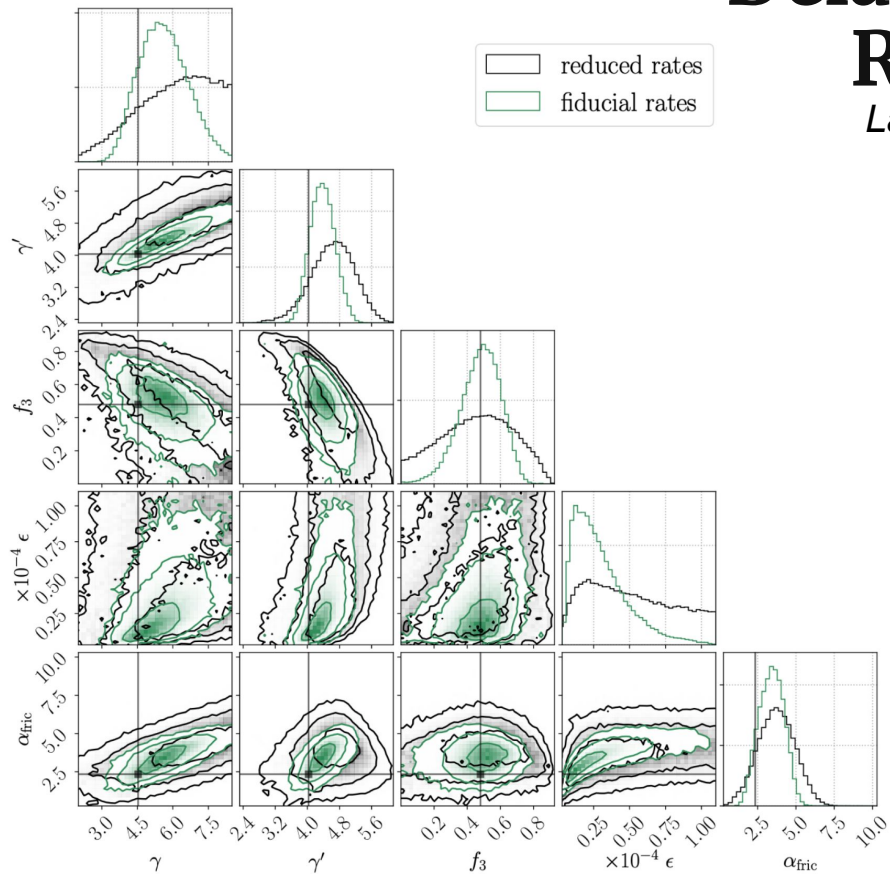 R
La
reduced rates
fiducial rates
γ′
5.6
4.8
4.0
3.2
2.4
f₃
0.8
0.6
0.4
0.2
×10⁻⁴ ϵ
1.00
0.75
0.50
0.25
α_fric
10.0
7.5
5.0
2.5
3.0 4.5 6.0 7.5 2.4 3.2 4.0 4.8 5.6 0.2 0.4 0.6 0.8 0.25 0.50 0.75 1.00 2.5 5.0 7.5 10.0
γ γ′ f₃ ×10⁻⁴ ϵ α_fric